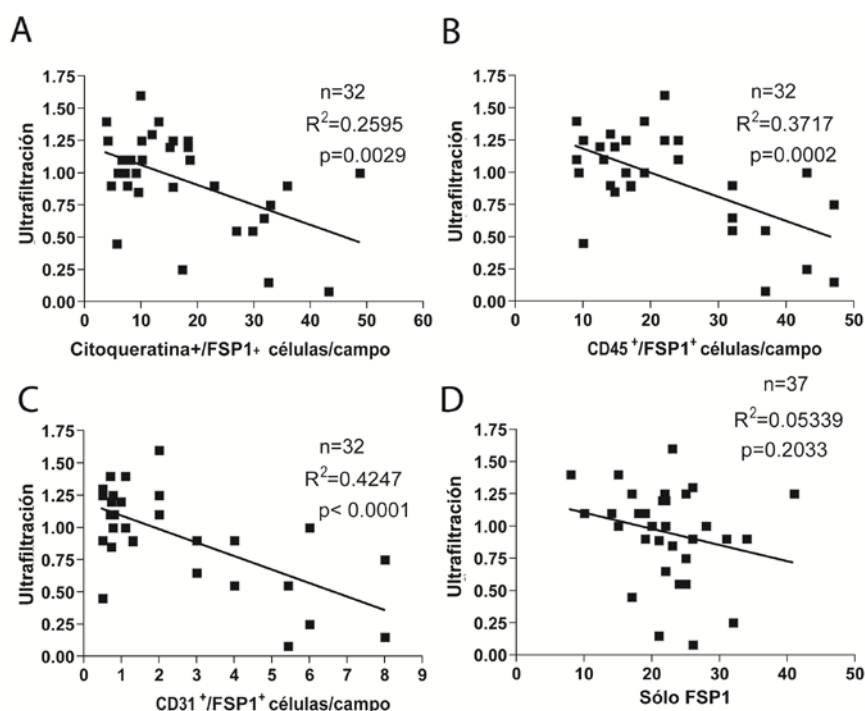 A
n=32
R²=0.2595
p=0.0029
Ultrafiltración
1.75
1.50
1.25
1.00
0.75
0.50
0.25
0.00
0 10 20 30 40 50 60
Citoqueratina+/FSP1+ células/campo
B
n=32
R²=0.3717
p=0.0002
Ultrafiltración
1.75
1.50
1.25
1.00
0.75
0.50
0.25
0.00
0 10 20 30 40 50
CD45⁺/FSP1⁺ células/campo
C
n=32
R²=0.4247
p< 0.0001
Ultrafiltración
1.75
1.50
1.25
1.00
0.75
0.50
0.25
0.00
1 2 3 4 5 6 7 8 9
CD31⁺/FSP1⁺ células/campo
D
n=37
R²=0.05339
p=0.2033
Ultrafiltración
1.75
1.50
1.25
1.00
0.75
0.50
0.25
0.00
0 10 20 30 40 50
Sólo FSP1